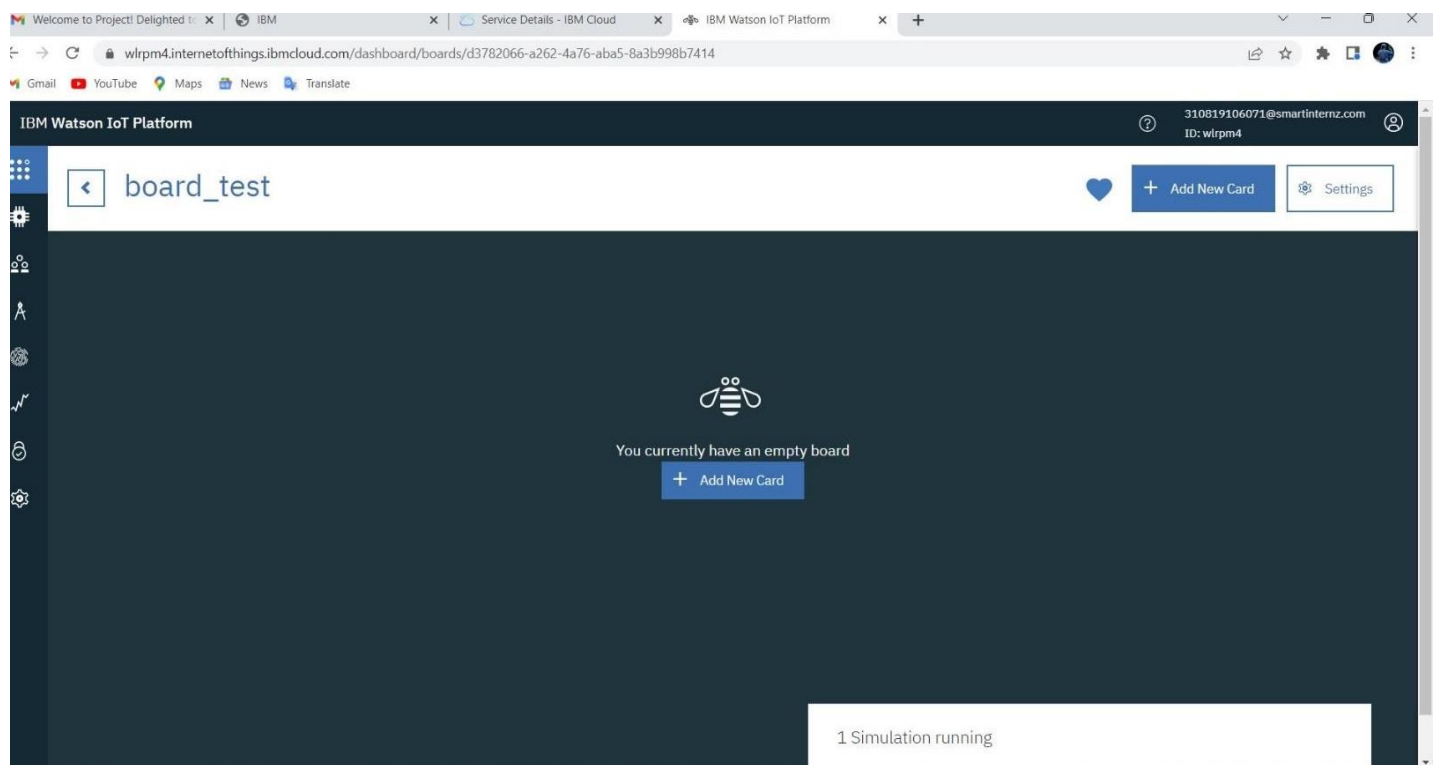 Welcome to Project! Delighted to
IBM
Service Details - IBM Cloud
IBM Watson IoT Platform
wlrpm4.internetofthings.ibmcloud.com/dashboard/boards/d3782066-a262-4a76-aba5-8a3b998b7414
Gmail
YouTube
Maps
News
Translate
IBM Watson IoT Platform
310819106071@smartinternz.com
ID: wlrpm4
board_test
Add New Card
Settings
You currently have an empty board
Add New Card
1 Simulation running